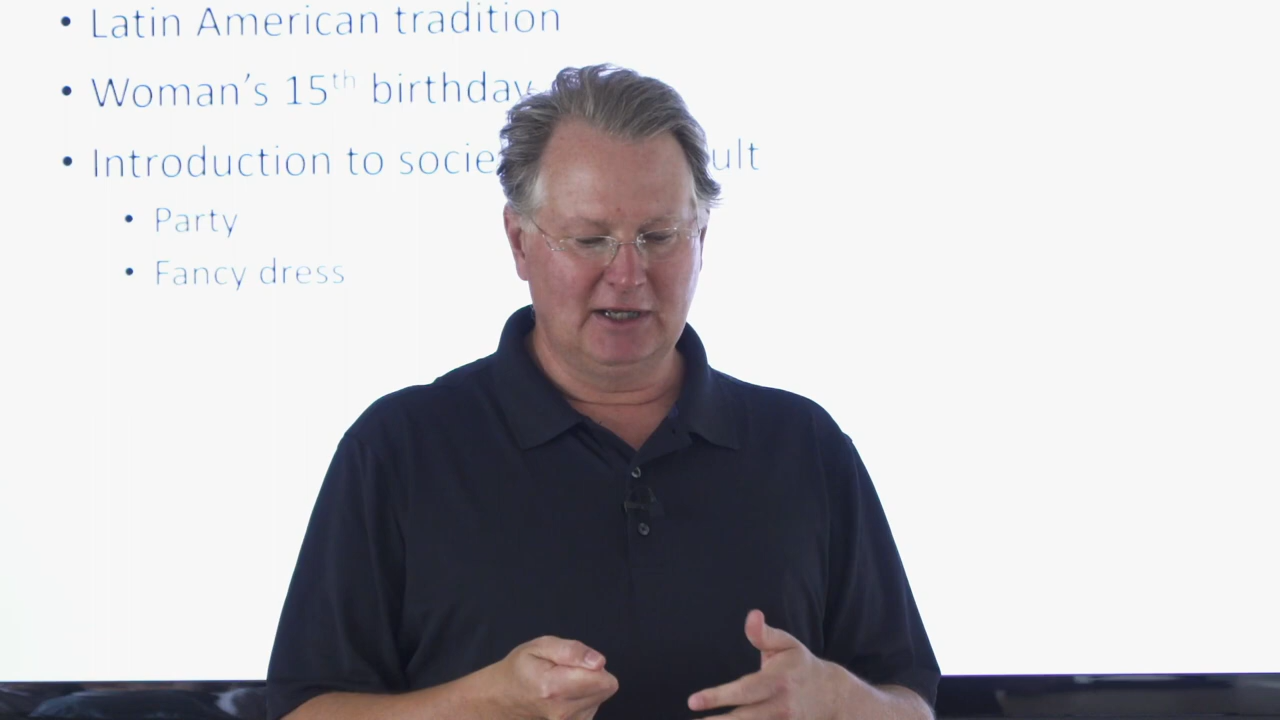 • Latin American tradition
• Woman's 15th birthday
• Introduction to socie ult
• Party
• Fancy dress